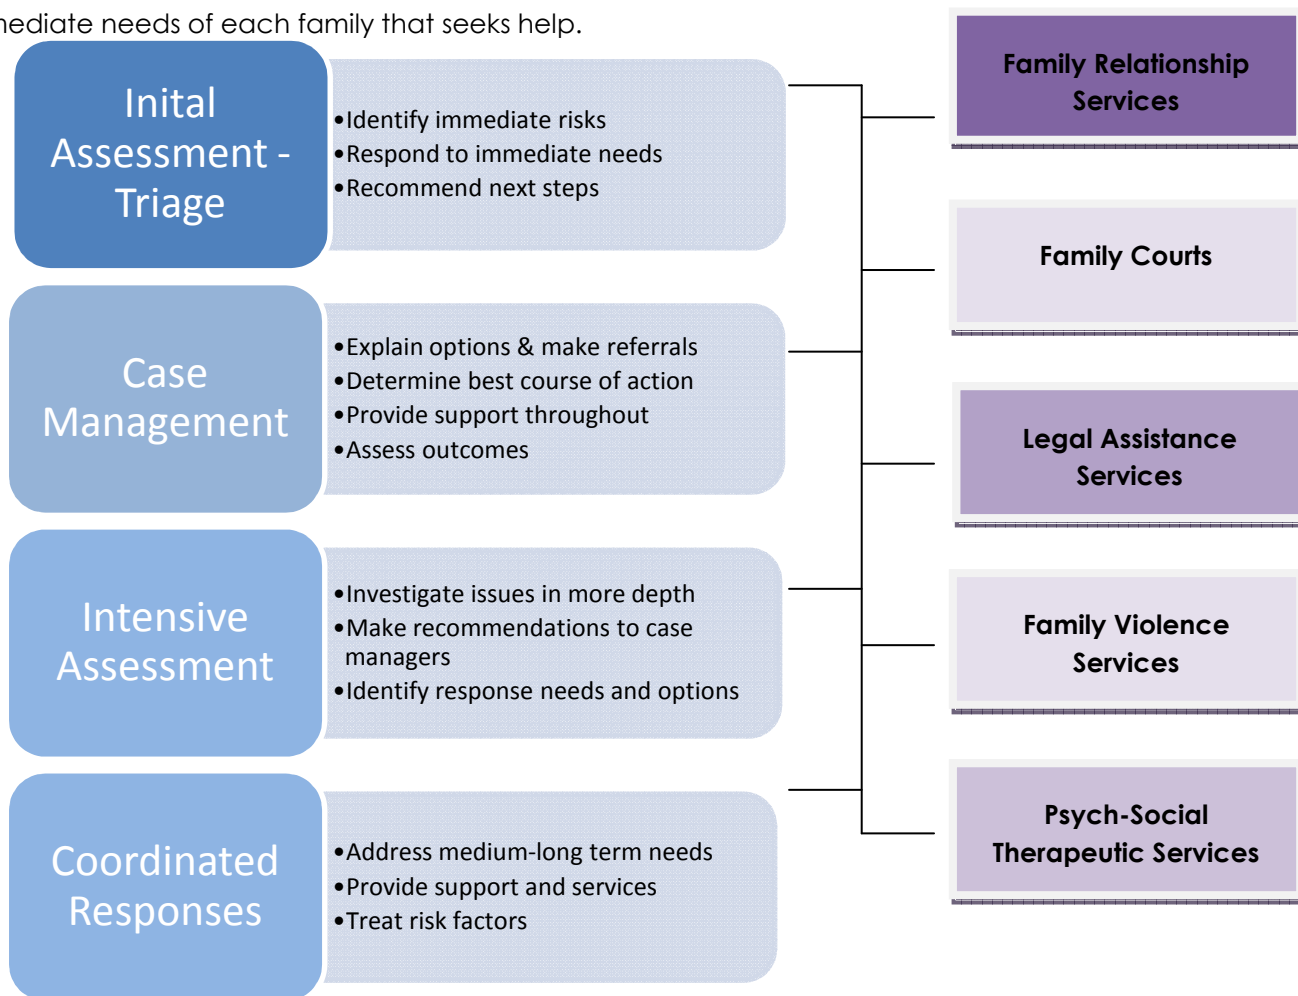 mediate needs of each family that seeks help.
Inital
Assessment -
Triage
•Identify immediate risks
•Respond to immediate needs
•Recommend next steps
Case
Management
•Explain options & make referrals
•Determine best course of action
•Provide support throughout
•Assess outcomes
Intensive
Assessment
•Investigate issues in more depth
•Make recommendations to case
managers
•Identify response needs and options
Coordinated
Responses
•Address medium-long term needs
•Provide support and services
•Treat risk factors
Family Relationship
Services
Family Courts
Legal Assistance
Services
Family Violence
Services
Psych-Social
Therapeutic Services